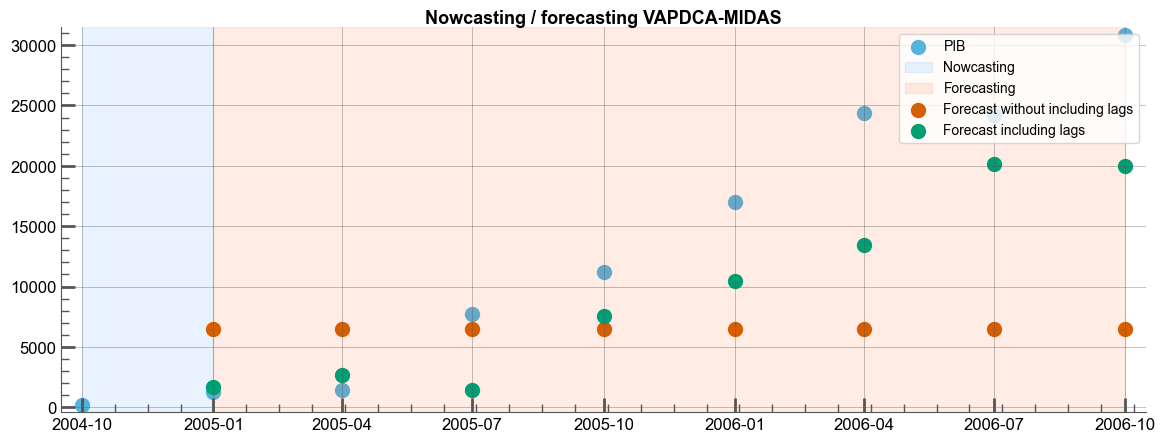 Nowcasting / forecasting VAPDCA-MIDAS
PIB
Nowcasting
Forecasting
Forecast without including lags
Forecast including lags
30000
25000
20000
15000
10000
5000
0
2004-10 2005-01 2005-04 2005-07 2005-10 2006-01 2006-04 2006-07 2006-10